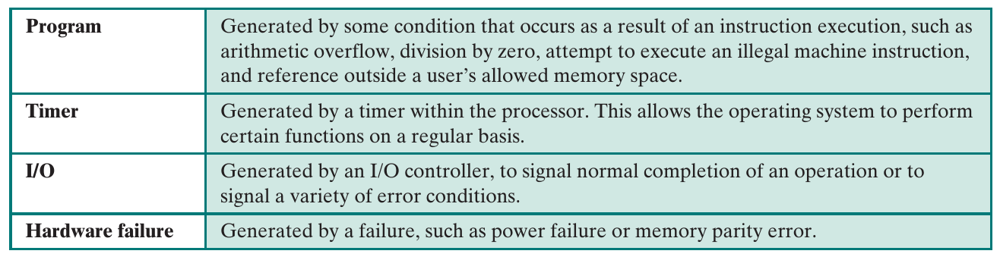 Program
Generated by some condition that occurs as a result of an instruction execution, such as
arithmetic overflow, division by zero, attempt to execute an illegal machine instruction,
and reference outside a user’s allowed memory space.
Timer
Generated by a timer within the processor. This allows the operating system to perform
certain functions on a regular basis.
I/O
Generated by an I/O controller, to signal normal completion of an operation or to
signal a variety of error conditions.
Hardware failure
Generated by a failure, such as power failure or memory parity error.